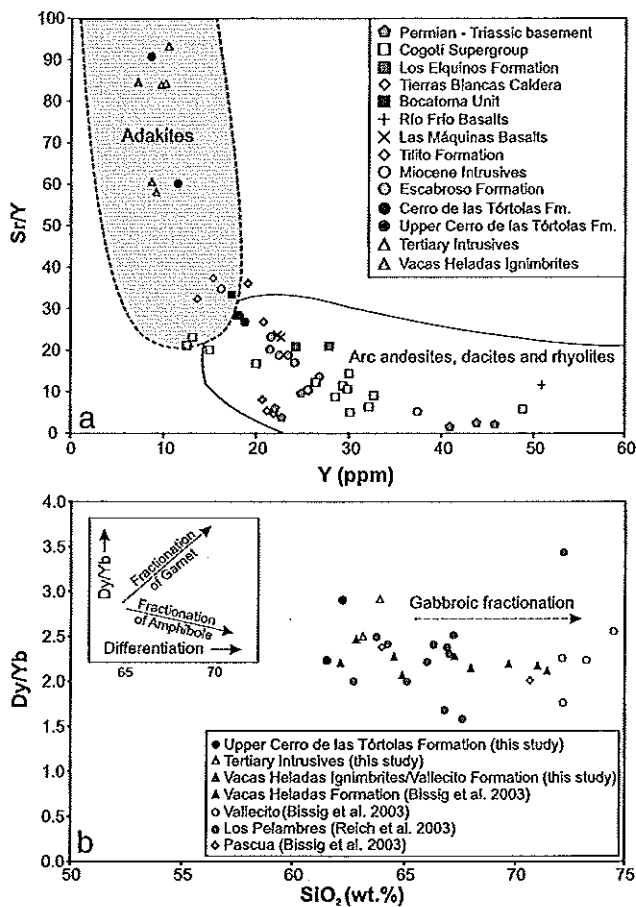 100
90
80
70
60
50
40
30
20
10
0
Sr/Y
Adakites
Permian - Triassic basement
Cogotí Supergroup
Los Elquinos Formation
Tierras Blancas Caldera
Bocatoma Unit
Río Frío Basalts
Las Máquinas Basalts
Tilito Formation
Miocene Intrusives
Escabroso Formation
Cerro de las Tórtolas Fm.
Upper Cerro de las Tórtolas Fm.
Tertiary Intrusives
Vacas Heladas Ignimbrites
Arc andesites, dacites and rhyolites
a
0 10 20 30 40 50 60
Y (ppm)
4.0
3.5
3.0
2.5
2.0
1.5
1.0
0.5
0.0
Dy/Yb
Dy/Yb
Fractionation of Garnet
Fractionation of Amphibole
Differentiation
65 70
Gabbroic fractionation
Upper Cerro de las Tórtolas Formation (this study)
Tertiary Intrusives (this study)
Vacas Heladas Ignimbrites/Vallecito Formation (this study)
Vacas Heladas Formation (Bissig et al. 2003)
Vallecito (Bissig et al. 2003)
Los Pelambres (Reich et al. 2003)
Pascua (Bissig et al. 2003)
b
50 55 60 65 70 75
SiO2 (wt.%)